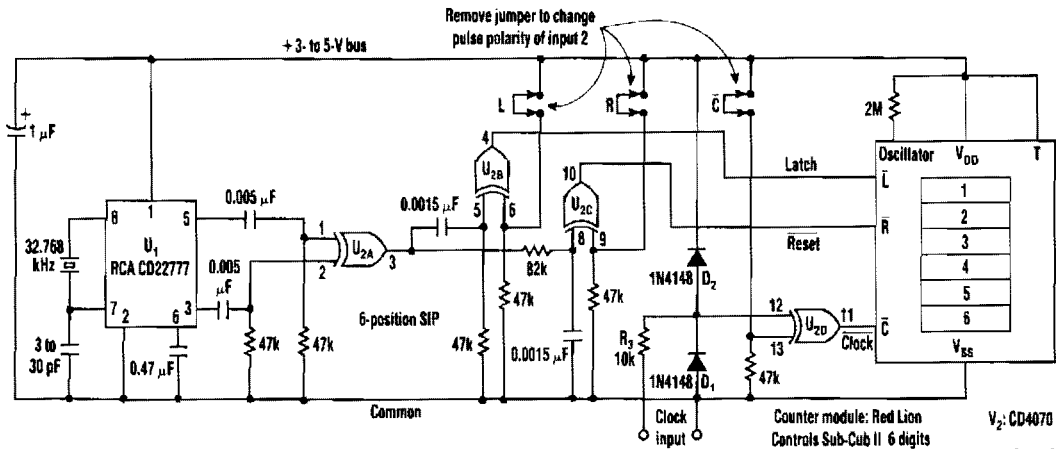 Remove jumper to change
pulse polarity of input 2
+ 3- to 5-V bus
+
1 µF
L
R
C̅
2M
Oscillator
V_DD
T
4
U2B
5
6
10
U2C
8
9
Latch
L̅
1
2
3
4
5
6
R̅
R̅e̅s̅e̅t̅
0.005 µF
0.0015 µF
8
1
5
U1
RCA CD22777
7
2
6
3
32.768
kHz
0.005
µF
1
2
U2A
3
82k
1N4148
D2
47k
12
13
U2D
11
C̅l̅o̅c̅k̅
C̅
V_SS
3 to
30 pF
0.47 µF
47k
47k
6-position SIP
47k
0.0015 µF
47k
R3
10k
1N4148
D1
47k
Common
Clock
input
Counter module: Red Lion
Controls Sub-Cub II 6 digits
V2: CD4070